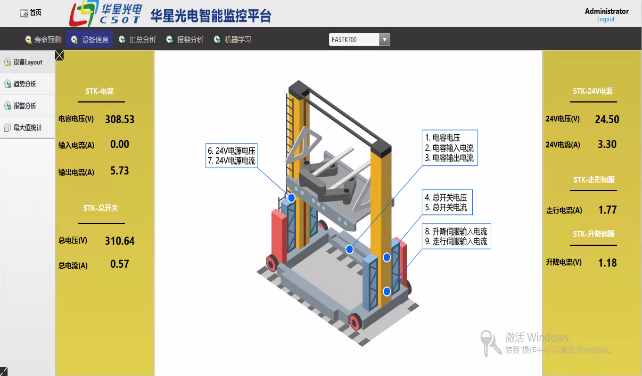 首页
华星光电
CSOT
华星光电智能监控平台
Administrator
Logout
寿命预测
设备信息
汇总分析
报警分析
机器学习
FASTK700
设备Layout
趋势分析
报警分析
最大值统计
STK-电容
电容电压(V) 308.53
输入电流(A) 0.00
输出电流(A) 5.73
STK-总开关
总电压(V) 310.64
总电流(A) 0.57
6. 24V电源电压
7. 24V电源电流
1. 电容电压
2. 电容输入电流
3. 电容输出电流
4. 总开关电压
5. 总开关电流
8. 升降伺服输入电流
9. 走行伺服输入电流
STK-24V电源
24V电压(V) 24.50
24V电流(A) 3.30
STK-走行伺服
走行电流(A) 1.77
STK-升降伺服
升降电流(A) 1.18
激活 Windows
转到"操作中心"以激活 Windows。